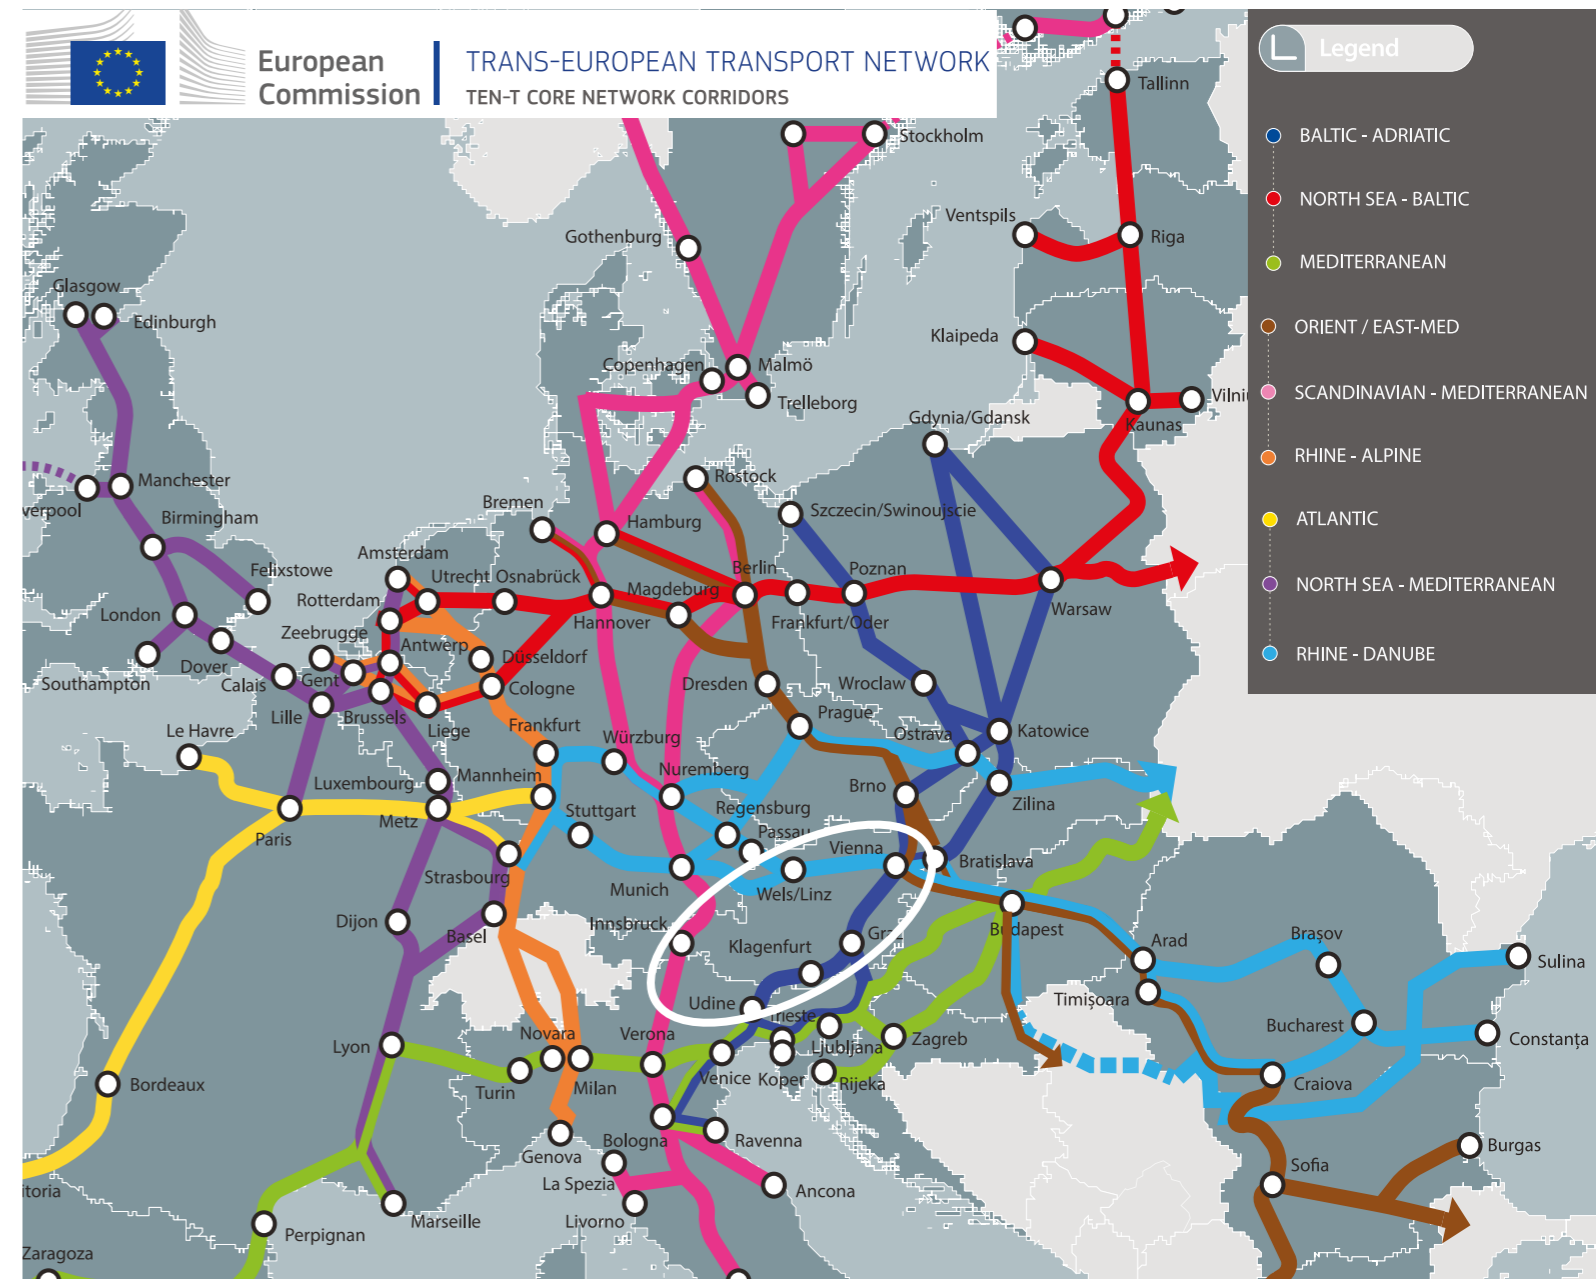 European
Commission
TRANS-EUROPEAN TRANSPORT NETWORK
TEN-T CORE NETWORK CORRIDORS
Legend
BALTIC - ADRIATIC
NORTH SEA - BALTIC
MEDITERRANEAN
ORIENT / EAST-MED
SCANDINAVIAN - MEDITERRANEAN
RHINE - ALPINE
ATLANTIC
NORTH SEA - MEDITERRANEAN
RHINE - DANUBE
Tallinn
Stockholm
Ventspils
Riga
Gothenburg
Glasgow
Edinburgh
Klaipeda
Copenhagen
Malmö
Trelleborg
Vilni
Gdynia/Gdansk
Kaunas
Manchester
verpool
Rostock
Birmingham
Bremen
Hamburg
Szczecin/Swinoujscie
Amsterdam
Felixstowe
Utrecht
Osnabrück
Magdeburg
Berlin
Poznan
Rotterdam
London
Hannover
Frankfurt/Oder
Warsaw
Zeebrugge
Antwerp
Düsseldorf
Dover
Southampton
Calais
Gent
Cologne
Dresden
Wroclaw
Lille
Brussels
Liege
Le Havre
Frankfurt
Würzburg
Prague
Ostrava
Katowice
Luxembourg
Mannheim
Nuremberg
Brno
Zilina
Metz
Stuttgart
Regensburg
Paris
Passau
Vienna
Bratislava
Strasbourg
Munich
Wels/Linz
Dijon
Basel
Innsbruck
Klagenfurt
Gra
Budapest
Arad
Braşov
Sulina
Timişoara
Udine
Trieste
Lyon
Novara
Verona
Ljubljana
Zagreb
Bucharest
Constanţa
Bordeaux
Turin
Milan
Venice
Koper
Rijeka
Craiova
Genova
Bologna
Ravenna
Burgas
La Spezia
Ancona
Sofia
itoria
Marseille
Livorno
Perpignan
Zaragoza